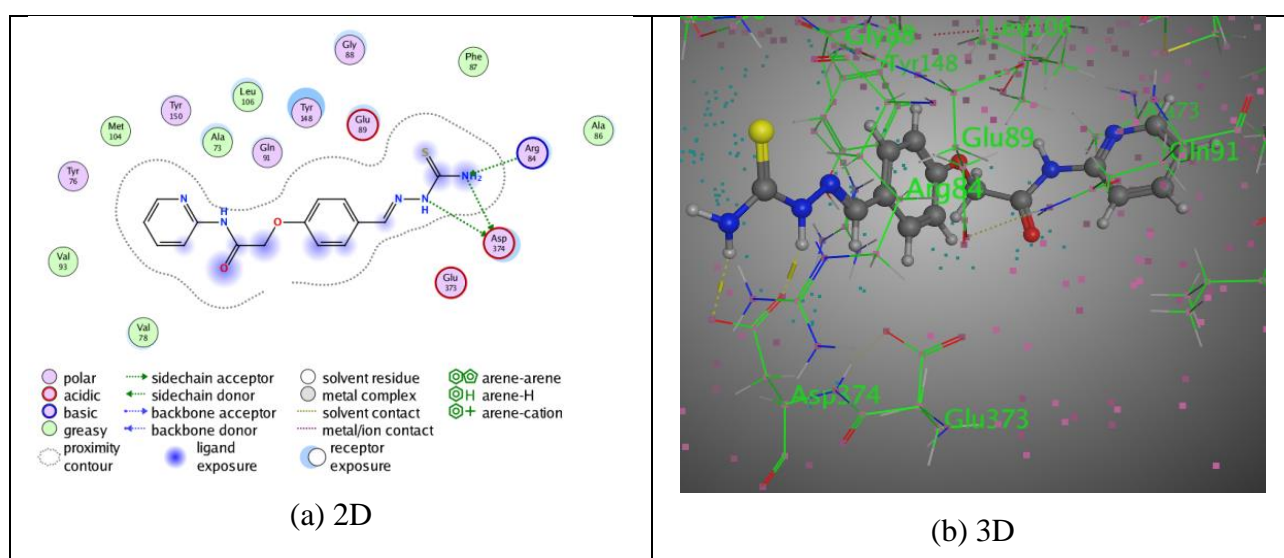 Gly
88
Phe
87
Leu
106
Tyr
150
Tyr
148
Glu
89
Met
104
Ala
73
Gln
91
Arg
84
Ala
86
Tyr
76
S
NH₂
N
N
H
N
H
N
O
O
Asp
374
Val
93
Glu
373
Val
78
polar
acidic
basic
greasy
proximity
contour
sidechain acceptor
sidechain donor
backbone acceptor
backbone donor
ligand
exposure
solvent residue
metal complex
solvent contact
metal/ion contact
receptor
exposure
arene-arene
H arene-H
+ arene-cation
(a) 2D
Gly88
Leu106
Tyr148
Glu89
Gln91
Arg84
Asp374
Glu373
(b) 3D